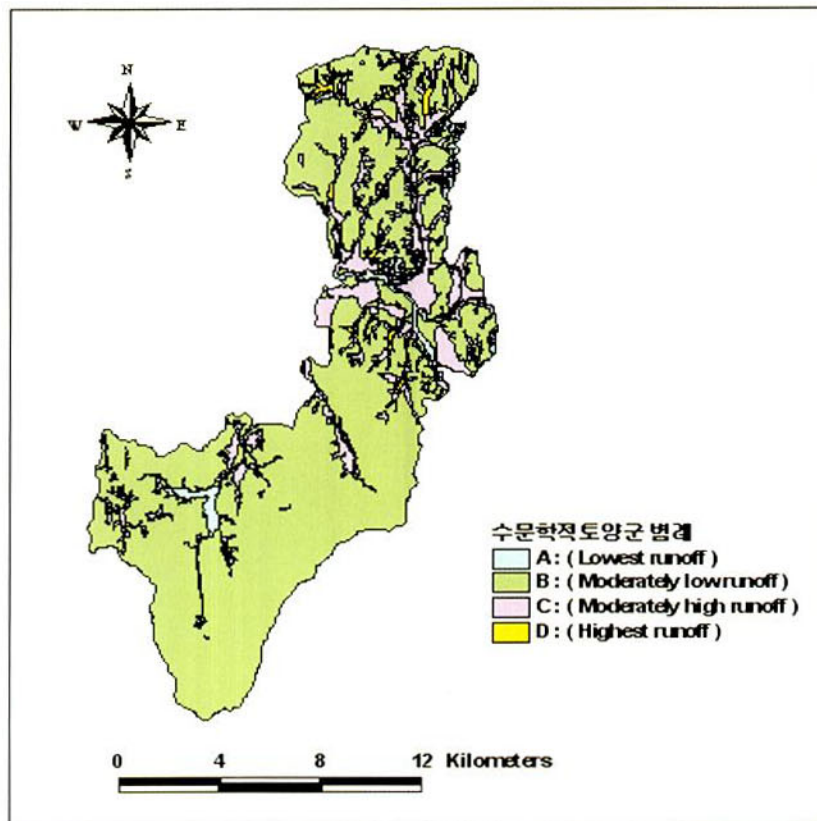 N
W E
S
수문학적토양군 범례
A : ( Lowest runoff )
B : ( Moderately low runoff )
C : ( Moderately high runoff )
D : ( Highest runoff )
0 4 8 12 Kilometers